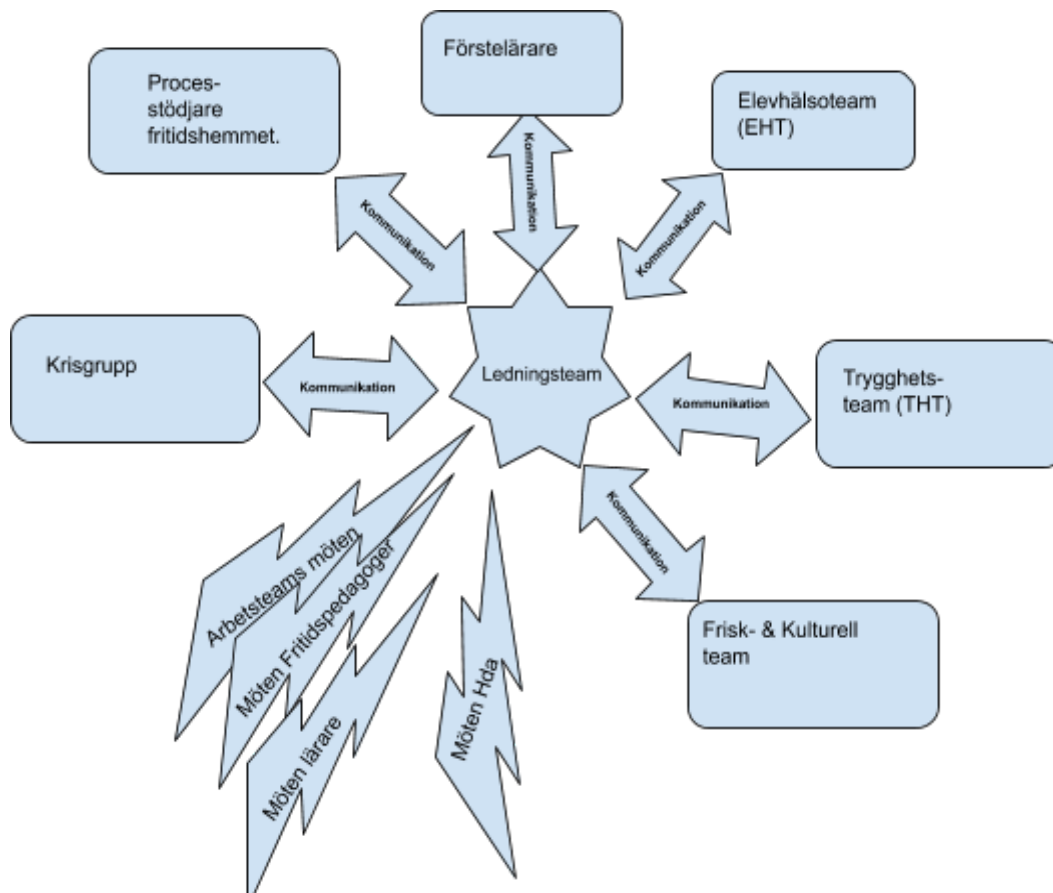 Förstelärare
Proces-
stödjare
fritidshemmet.
Elevhälsoteam
(EHT)
Kommunikation
Kommunikation
Kommunikation
Krisgrupp
Kommunikation
Ledningsteam
Kommunikation
Trygghets-
team (THT)
Kommunikation
Frisk- & Kulturell
team
Arbetsteams möten
Möten Fritidspedagoger
Möten lärare
Möten Hda